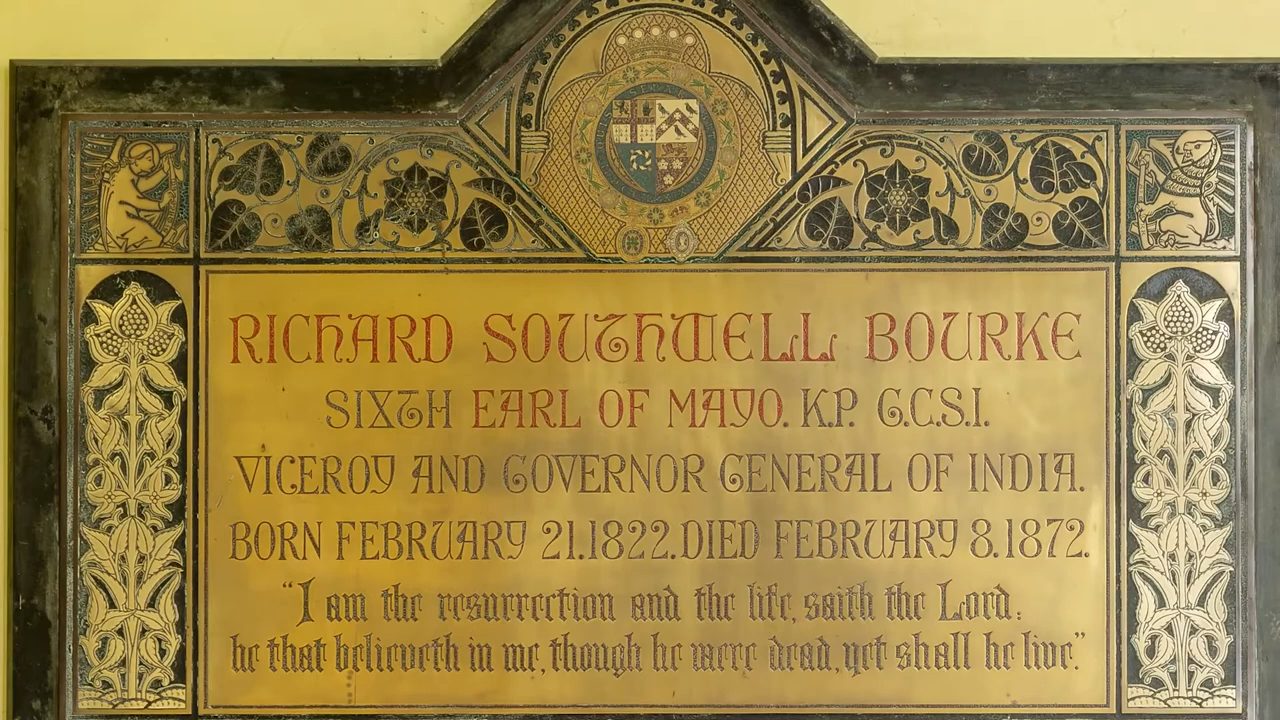 RICHARD SOUTHWELL BOURKE
SIXTH EARL OF MAYO. K.P. G.C.S.I.
VICEROY AND GOVERNOR GENERAL OF INDIA.
BORN FEBRUARY 21.1822. DIED FEBRUARY 8.1872.
"I am the resurrection and the life, saith the Lord:
he that believeth in me, though he were dead, yet shall he live."